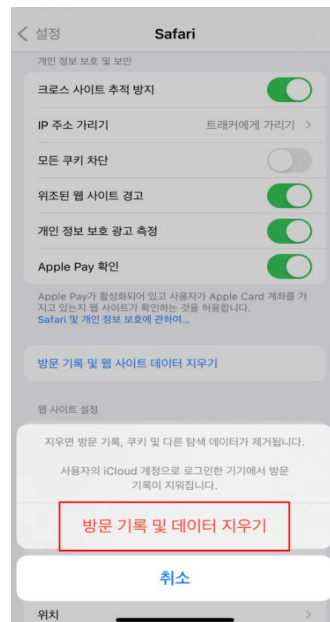 설정
Safari
개인 정보 보호 및 보안
크로스 사이트 추적 방지
IP 주소 가리기 트래커에게 가리기
모든 쿠키 차단
위조된 웹 사이트 경고
개인 정보 보호 광고 측정
Apple Pay 확인
Apple Pay가 활성화되어 있고 사용자가 Apple Card 계좌를 가
지고 있는지 웹 사이트가 확인하는 것을 허용합니다.
Safari 및 개인 정보 보호에 관하여...
방문 기록 및 웹 사이트 데이터 지우기
웹 사이트 설정
지우면 방문 기록, 쿠키 및 다른 탐색 데이터가 제거됩니다.
사용자의 iCloud 계정으로 로그인한 기기에서 방문
기록이 지워집니다.
방문 기록 및 데이터 지우기
취소
위치